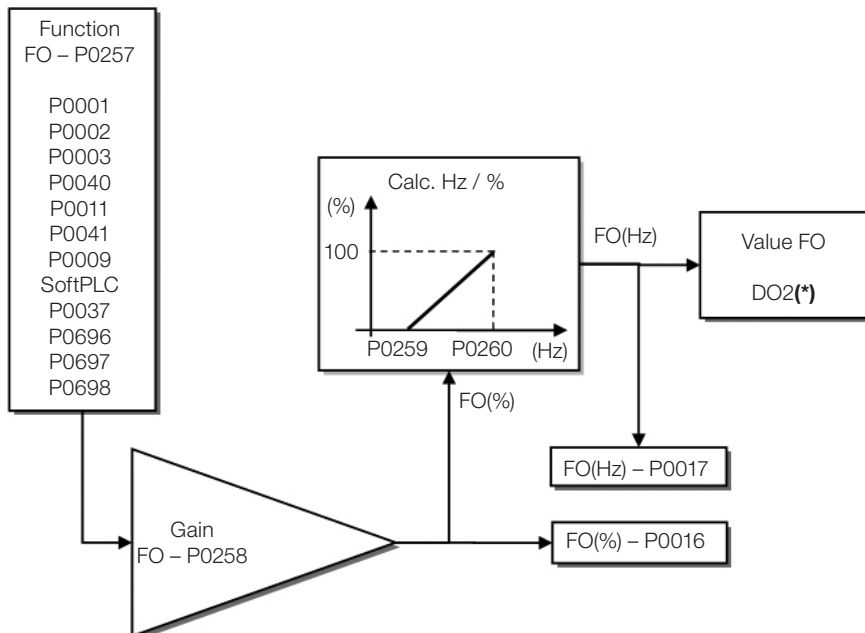 Function
FO – P0257
P0001
P0002
P0003
P0040
P0011
P0041
P0009
SoftPLC
P0037
P0696
P0697
P0698
Calc. Hz / %
(%)
100
P0259 P0260 (Hz)
FO(Hz)
Value FO
DO2(*)
FO(%)
FO(Hz) – P0017
Gain
FO – P0258
FO(%) – P0016